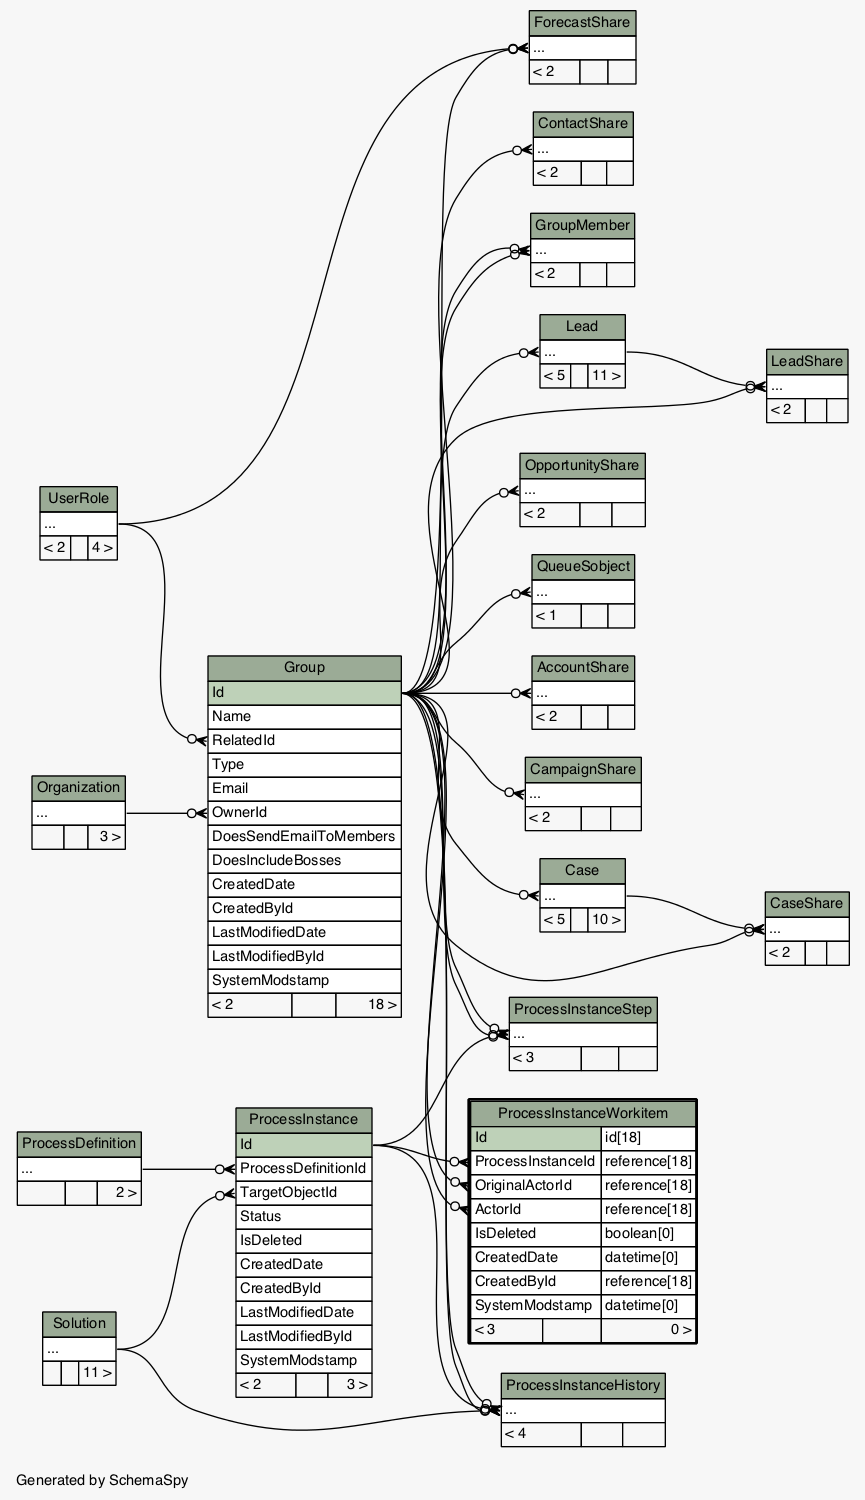 ForecastShare
...
< 2
ContactShare
...
< 2
GroupMember
...
< 2
Lead
...
< 5 11 >
LeadShare
...
< 2
OpportunityShare
...
< 2
UserRole
...
< 2 4 >
QueueSobject
...
< 1
Group
Id
Name
RelatedId
Type
Email
OwnerId
DoesSendEmailToMembers
DoesIncludeBosses
CreatedDate
CreatedById
LastModifiedDate
LastModifiedById
SystemModstamp
< 2 18 >
AccountShare
...
< 2
CampaignShare
...
< 2
Organization
...
3 >
Case
...
< 5 10 >
CaseShare
...
< 2
ProcessInstanceStep
...
< 3
ProcessInstance
Id
ProcessDefinitionId
TargetObjectId
Status
IsDeleted
CreatedDate
CreatedById
LastModifiedDate
LastModifiedById
SystemModstamp
< 2 3 >
ProcessInstanceWorkitem
Id id[18]
ProcessInstanceId reference[18]
OriginalActorId reference[18]
ActorId reference[18]
IsDeleted boolean[0]
CreatedDate datetime[0]
CreatedById reference[18]
SystemModstamp datetime[0]
< 3 0 >
ProcessDefinition
...
2 >
Solution
...
11 >
ProcessInstanceHistory
...
< 4
Generated by SchemaSpy